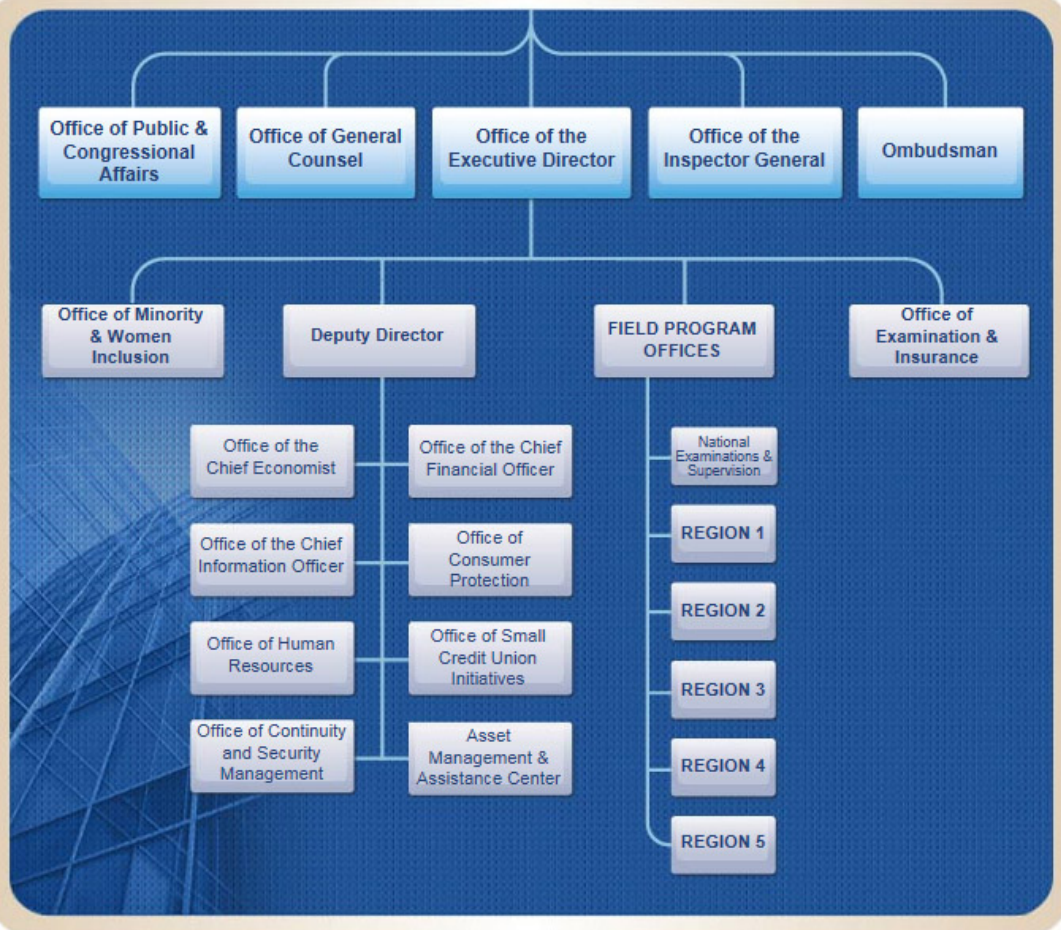 Office of Public &
Congressional
Affairs
Office of General
Counsel
Office of the
Executive Director
Office of the
Inspector General
Ombudsman
Office of Minority
& Women
Inclusion
Deputy Director
FIELD PROGRAM
OFFICES
Office of
Examination &
Insurance
Office of the
Chief Economist
Office of the Chief
Financial Officer
National
Examinations &
Supervision
REGION 1
Office of the Chief
Information Officer
Office of
Consumer
Protection
REGION 2
Office of Human
Resources
Office of Small
Credit Union
Initiatives
REGION 3
Office of Continuity
and Security
Management
Asset
Management &
Assistance Center
REGION 4
REGION 5